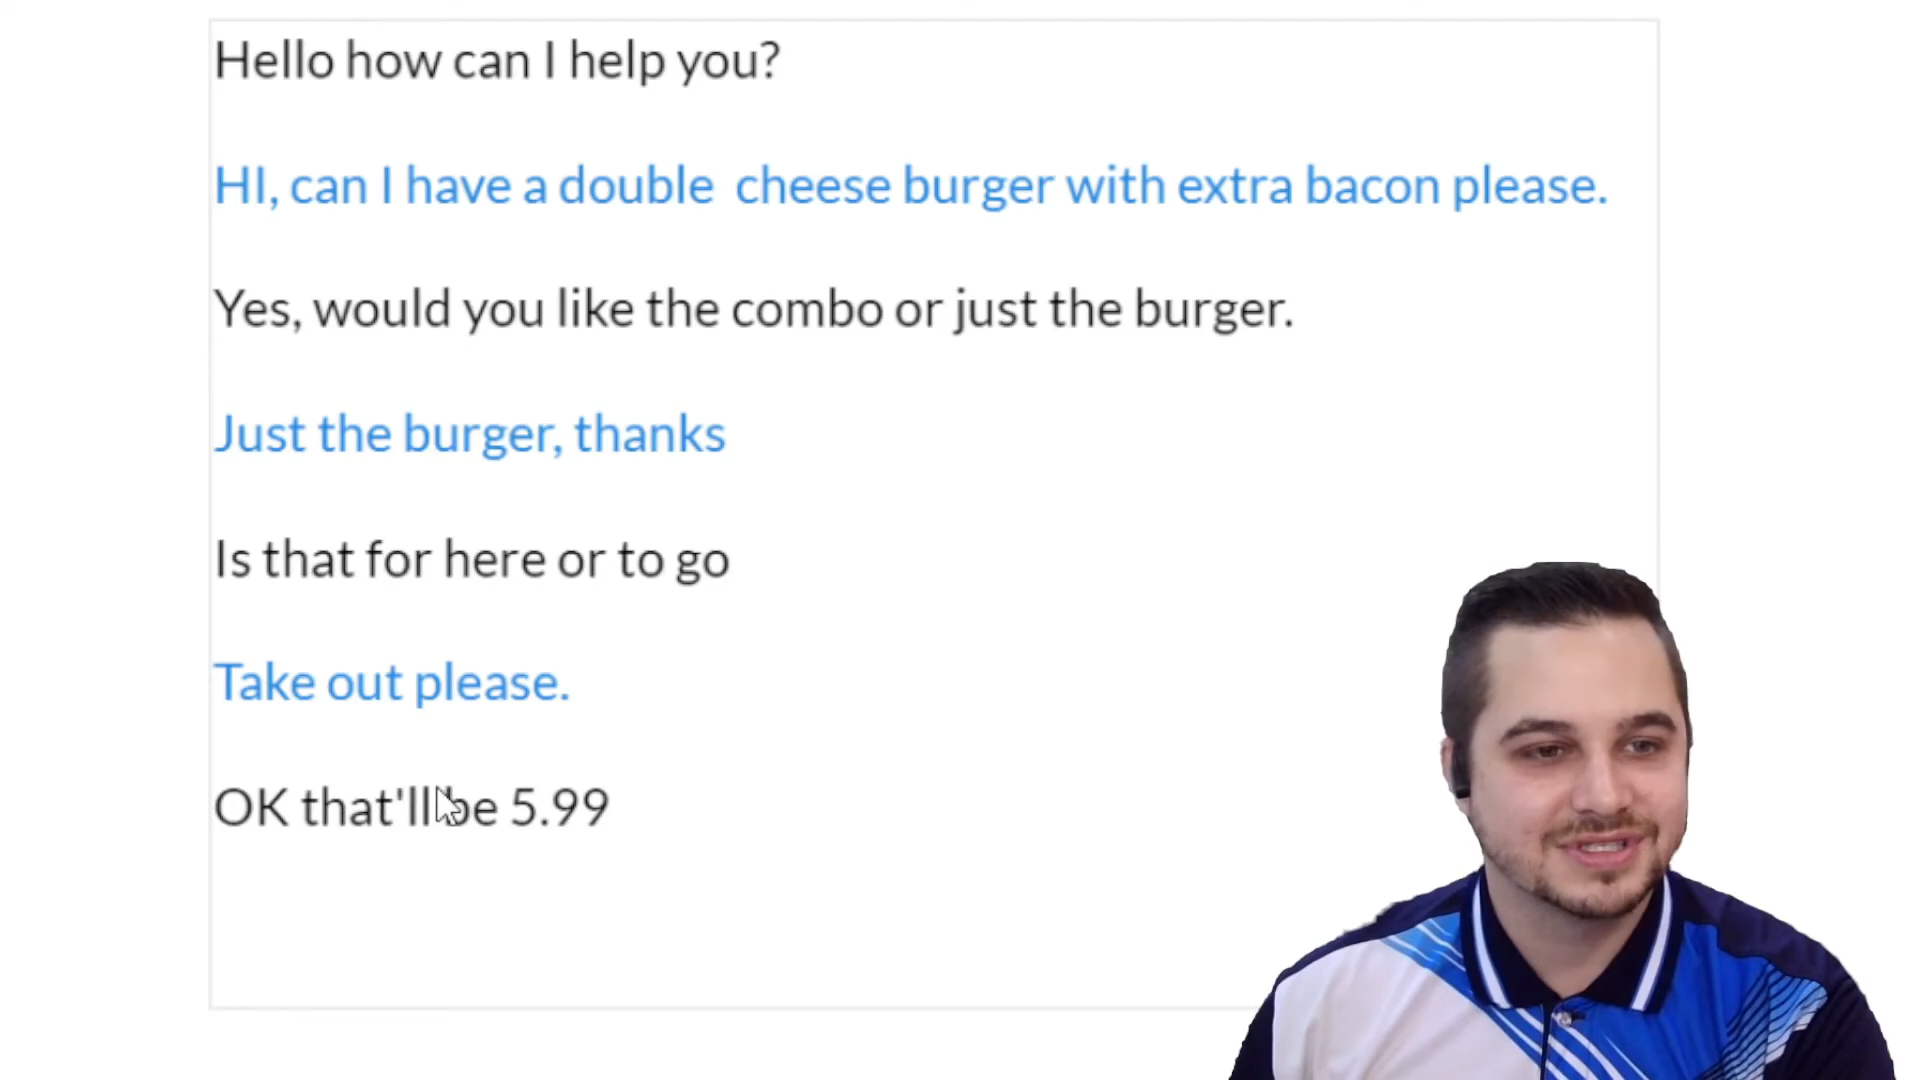 Hello how can I help you?
HI, can I have a double  cheese burger with extra bacon please.
Yes, would you like the combo or just the burger.
Just the burger, thanks
Is that for here or to go
Take out please.
OK that'll be 5.99